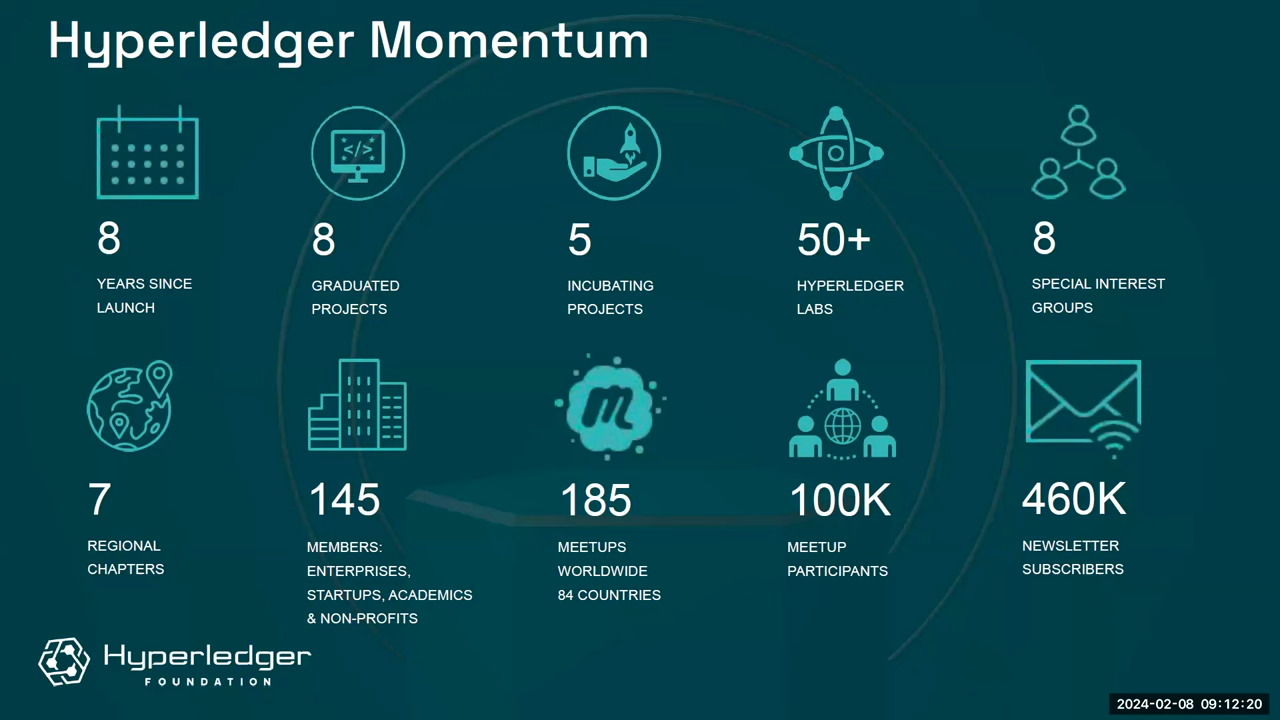 Hyperledger Momentum
8
YEARS SINCE
LAUNCH
8
GRADUATED
PROJECTS
5
INCUBATING
PROJECTS
50+
HYPERLEDGER
LABS
8
SPECIAL INTEREST
GROUPS
7
REGIONAL
CHAPTERS
145
MEMBERS:
ENTERPRISES,
STARTUPS, ACADEMICS
& NON-PROFITS
m
185
MEETUPS
WORLDWIDE
84 COUNTRIES
100K
MEETUP
PARTICIPANTS
460K
NEWSLETTER
SUBSCRIBERS
Hyperledger
FOUNDATION
2024-02-08 09:12:20